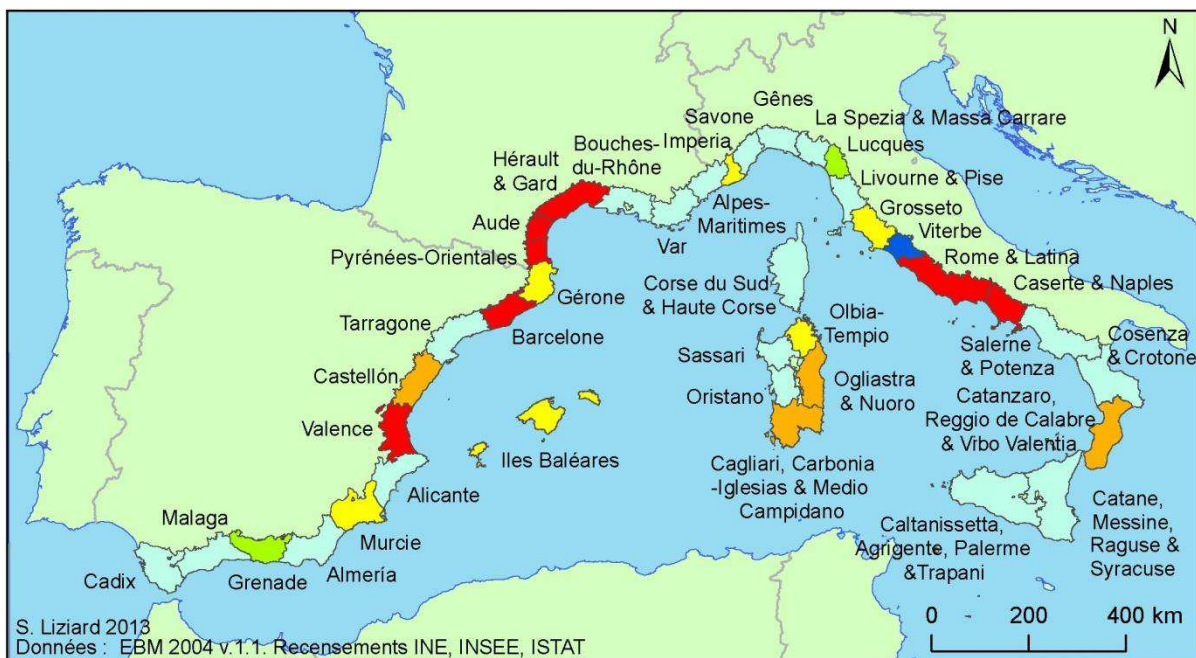 N
Gênes
Savone
Imperia
La Spezia & Massa Carrare
Lucques
Livourne & Pise
Bouches-
du-Rhône
Hérault
& Gard
Aude
Pyrénées-Orientales
Alpes-
Maritimes
Var
Grosseto
Viterbe
Rome & Latina
Caserte & Naples
Corse du Sud
& Haute Corse
Gérone
Tarragone
Barcelone
Olbia-
Tempio
Cosenza
& Crotone
Salerne
& Potenza
Sassari
Castellón
Ogliastra
& Nuoro
Oristano
Catanzaro,
Reggio de Calabre
& Vibo Valentia
Valence
Iles Baléares
Cagliari, Carbonia
-Iglesias & Medio
Campidano
Alicante
Malaga
Murcie
Catane,
Messine,
Raguse &
Syracuse
Caltanissetta,
Agrigente, Palerme
&Trapani
Cadix
Grenade
Almería
0 200 400 km
S. Liziard 2013
Données : EBM 2004 v.1.1. Recensements INE, INSEE, ISTAT